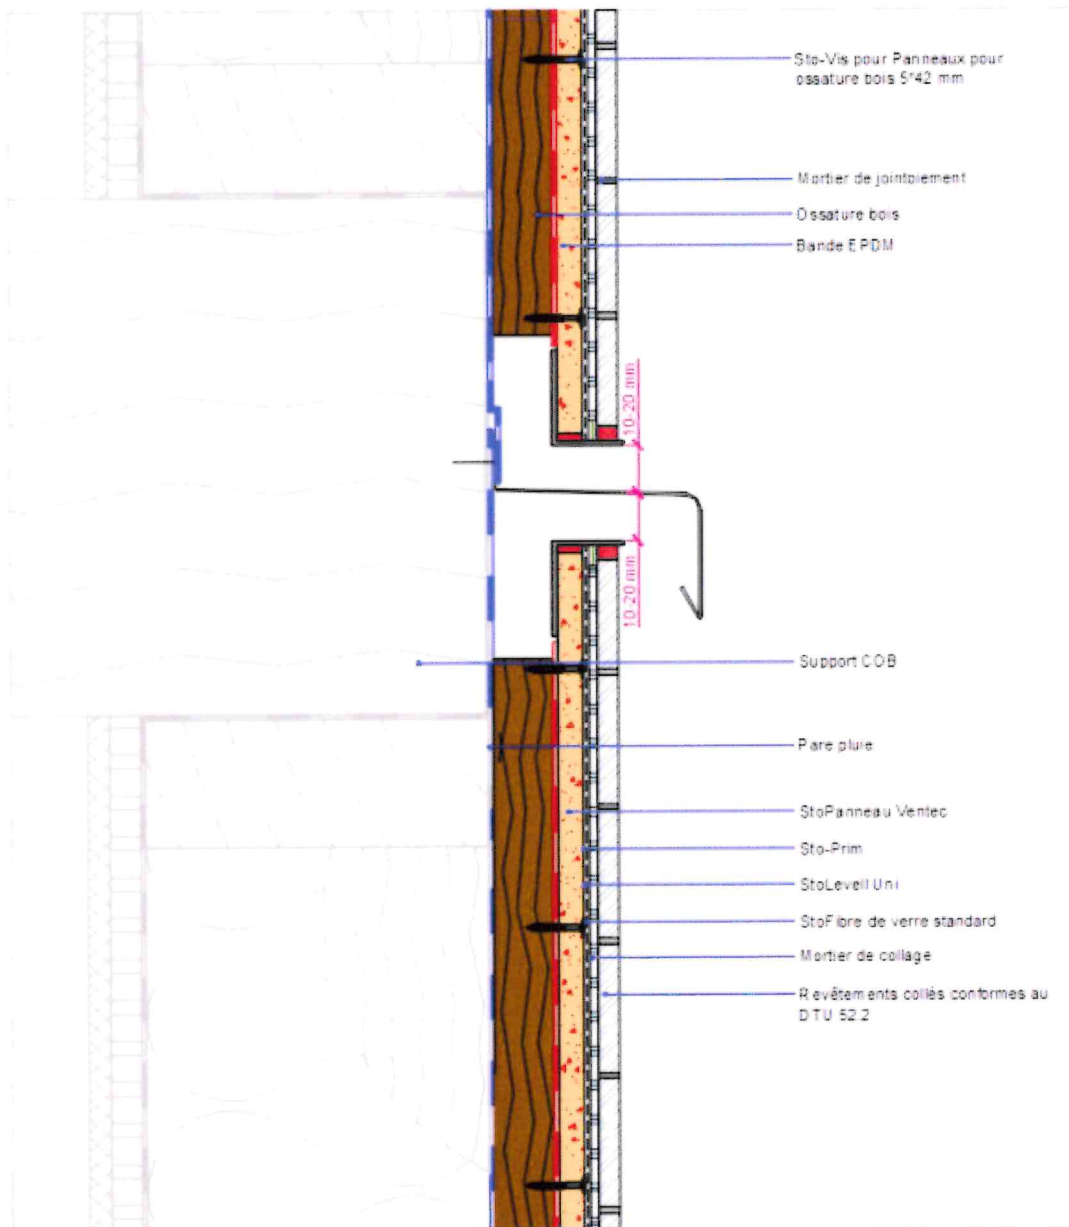 Sto-Vis pour Panneaux pour
ossature bois 5*42 mm
Mortier de jointoiement
Ossature bois
Bande EPDM
10-20 mm
10-20 mm
Support COB
Pare pluie
StoPanneau Ventec
Sto-Prim
StoLevell Uni
StoFibre de verre standard
Mortier de collage
Revêtements collés conformes au
DTU 52.2